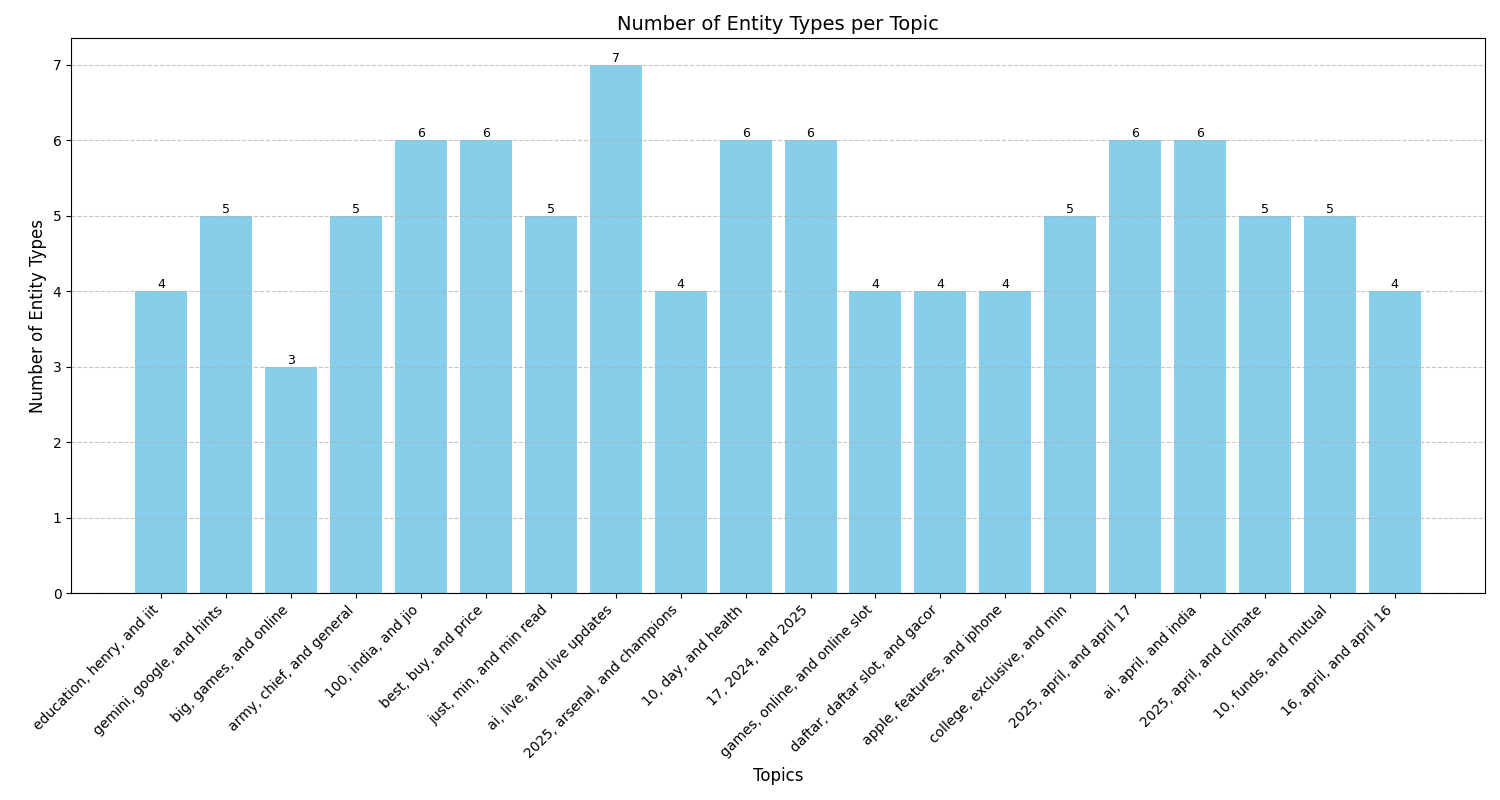 Number of Entity Types per Topic
Number of Entity Types
7
6
5
4
3
2
1
0
4
5
3
5
6
6
5
7
4
6
6
4
4
4
5
6
6
5
5
4
education, henry, and iit
gemini, google, and hints
big, games, and online
army, chief, and general
100, india, and jio
best, buy, and price
just, min, and min read
ai, live, and live updates
2025, arsenal, and champions
10, day, and health
17, 2024, and 2025
games, online, and online slot
daftar, daftar slot, and gacor
apple, features, and iphone
college, exclusive, and min
2025, april, and april 17
ai, april, and india
2025, april, and climate
10, funds, and mutual
16, april, and april 16
Topics